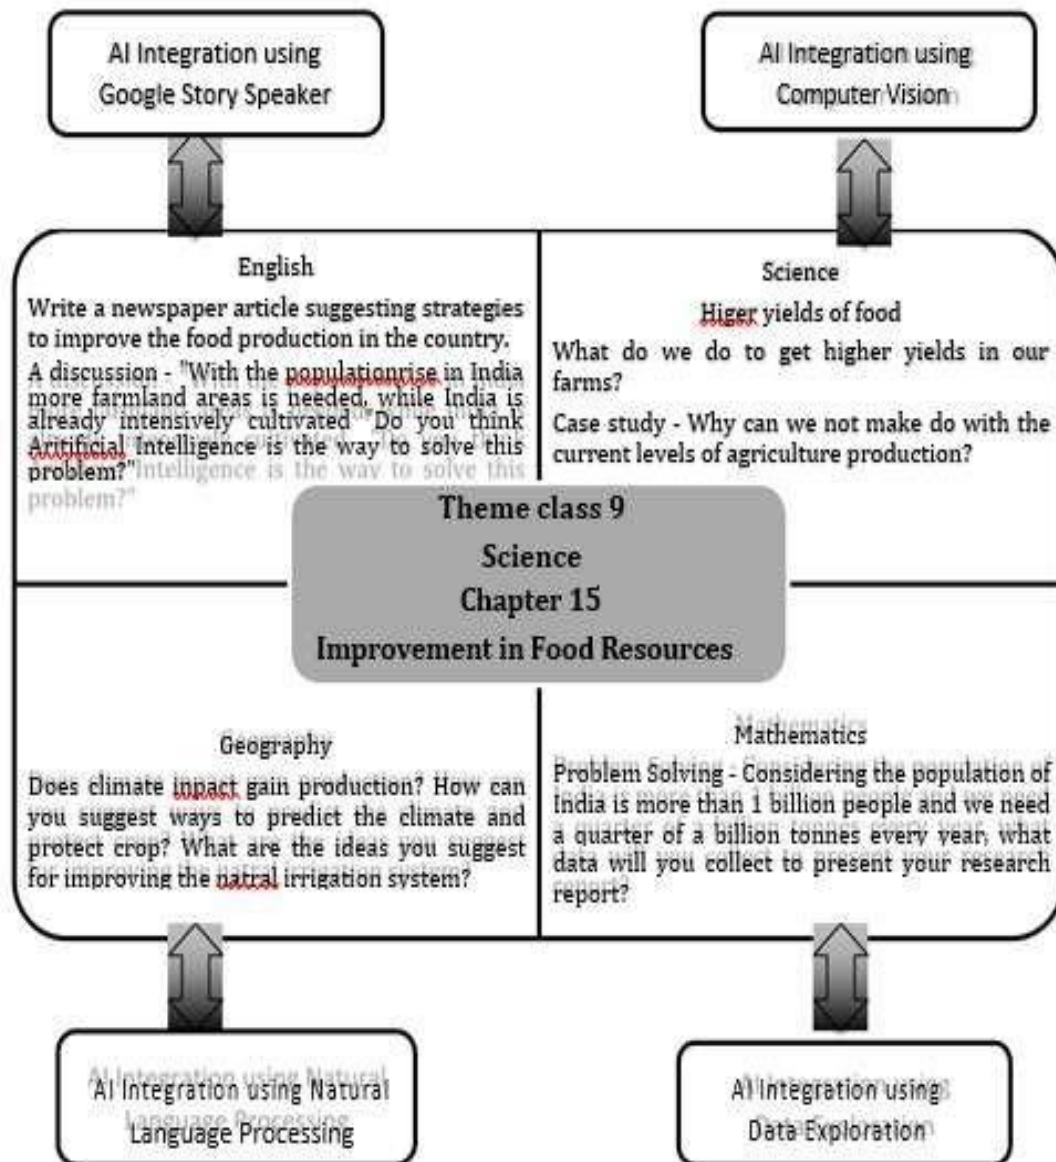 AI Integration using
Google Story Speaker
AI Integration using
Computer Vision
English
Write a newspaper article suggesting strategies
to improve the food production in the country.
A discussion - "With the populationrise in India
more farmland areas is needed, while India is
already intensively cultivated "Do you think
Aritificial Intelligence is the way to solve this
problem?"
Science
Higer yields of food
What do we do to get higher yields in our
farms?
Case study - Why can we not make do with the
current levels of agriculture production?
Theme class 9
Science
Chapter 15
Improvement in Food Resources
Geography
Does climate inpact gain production? How can
you suggest ways to predict the climate and
protect crop? What are the ideas you suggest
for improving the natral irrigation system?
Mathematics
Problem Solving - Considering the population of
India is more than 1 billion people and we need
a quarter of a billion tonnes every year, what
data will you collect to present your research
report?
AI Integration using Natural
Language Processing
AI Integration using
Data Exploration